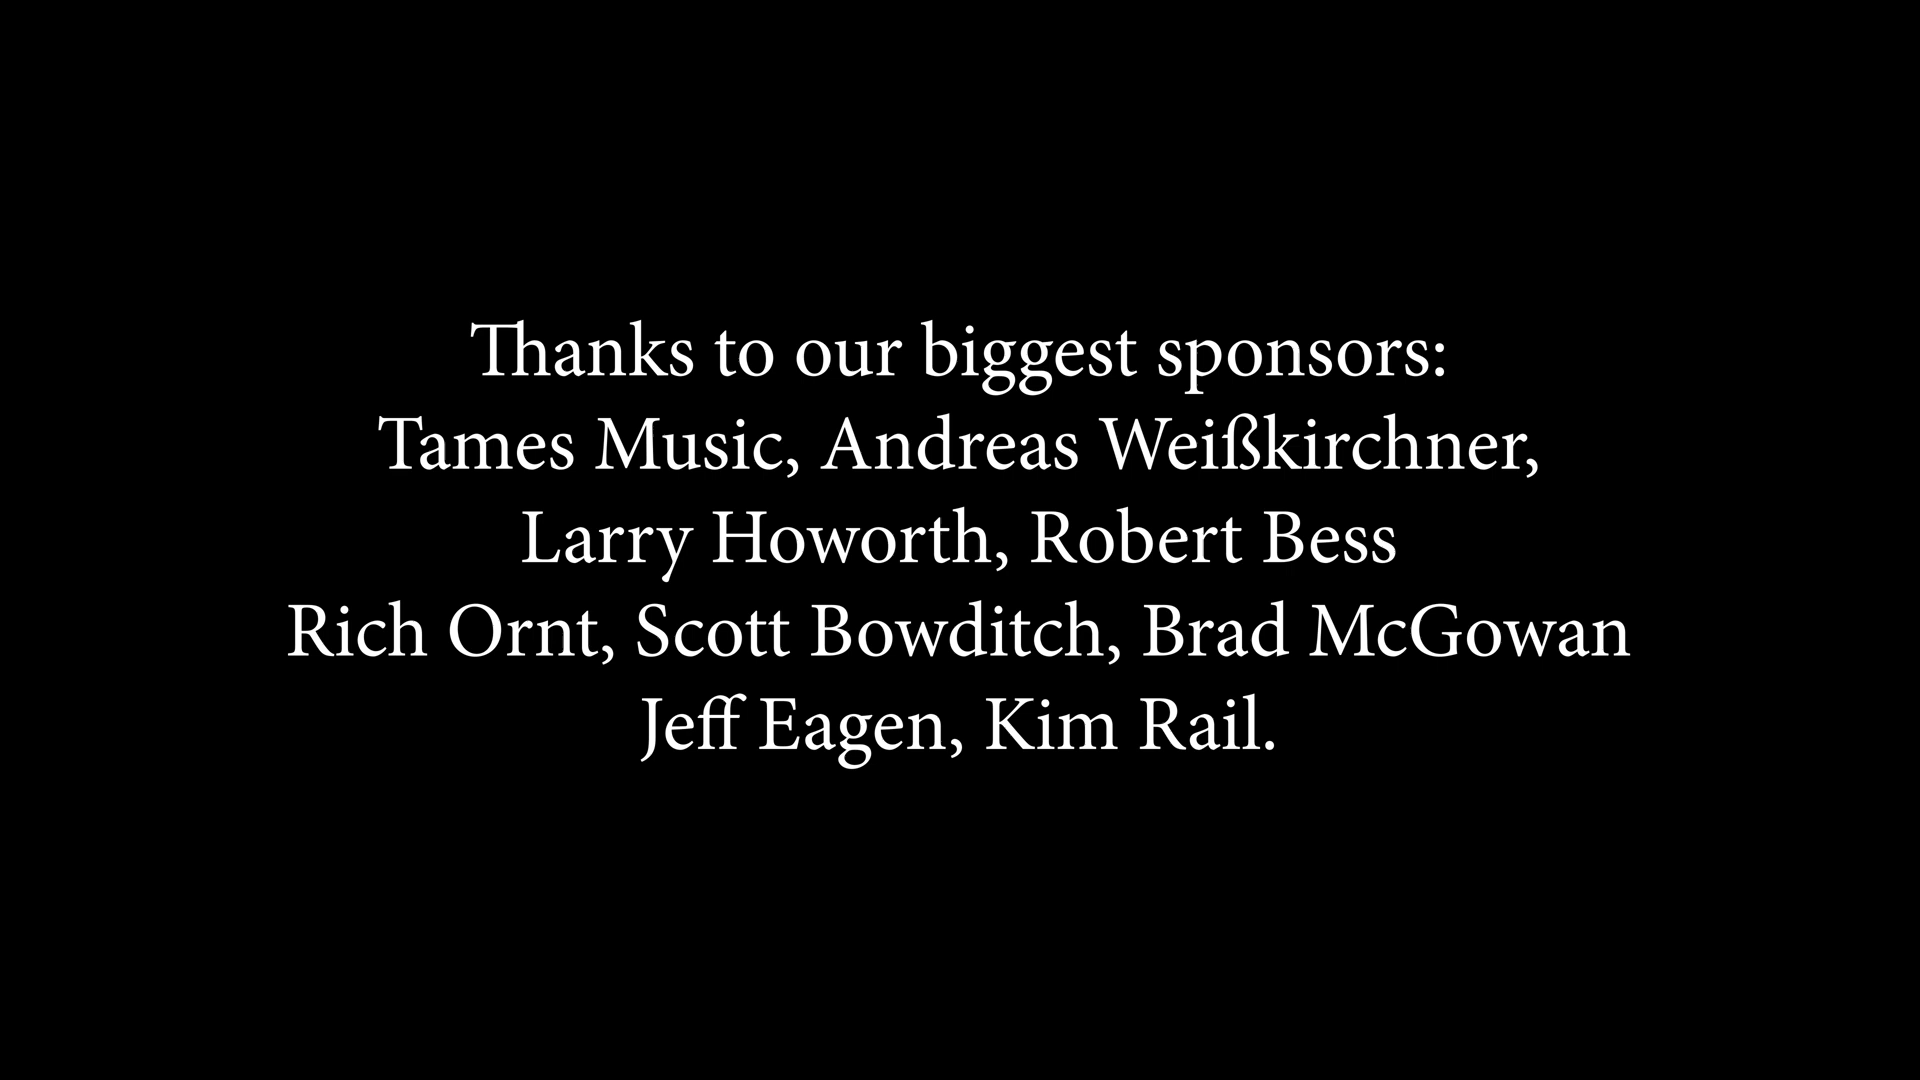 Thanks to our biggest sponsors:
Tames Music, Andreas Weißkirchner,
Larry Howorth, Robert Bess
Rich Ornt, Scott Bowditch, Brad McGowan
Jeff Eagen, Kim Rail.